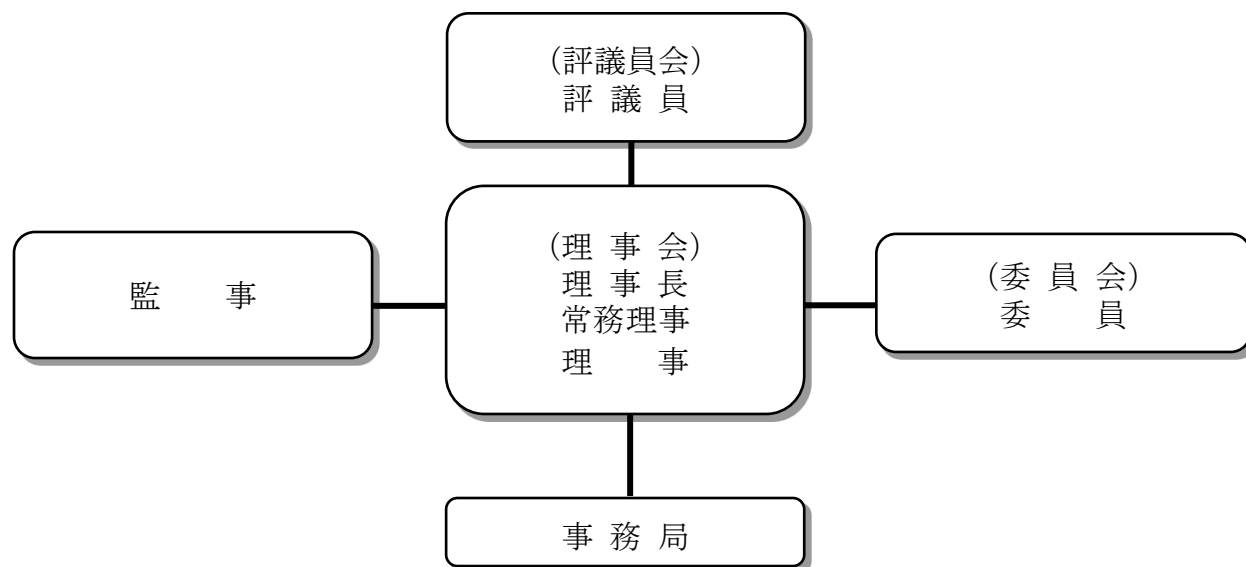 （評議員会）
評 議 員
（理 事 会）
理 事 長
常務理事
理　　事
監　　事
（委 員 会）
委　　員
事 務 局